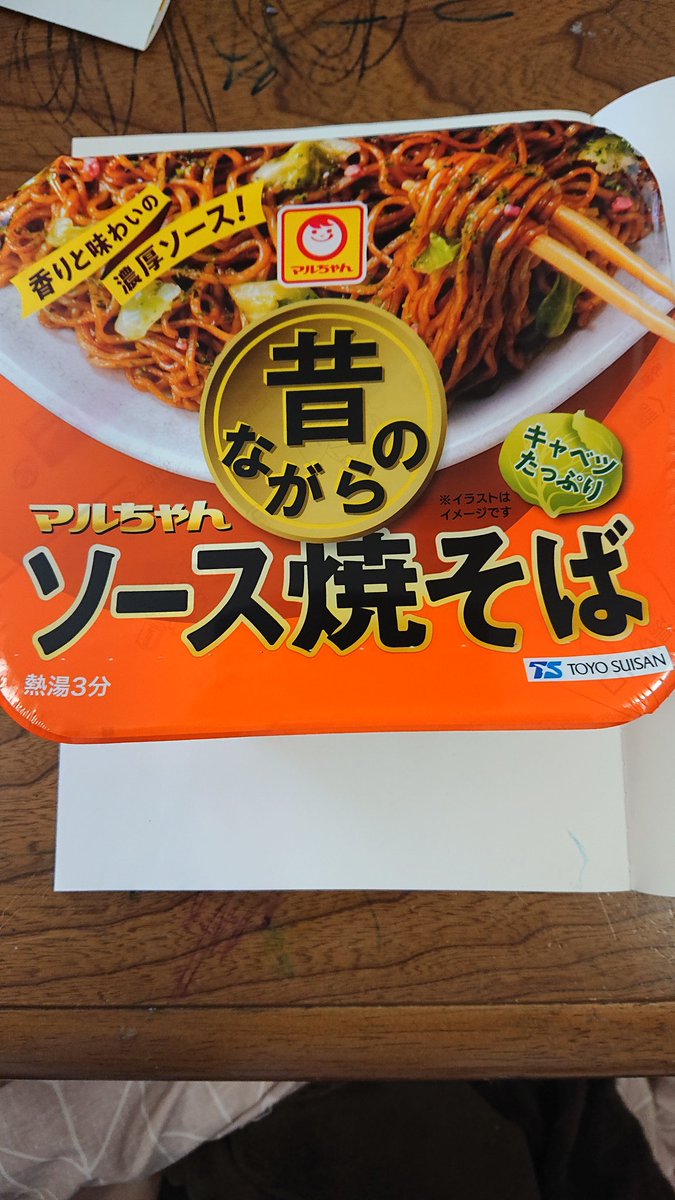 香りと味わいの
濃厚ソース!
マルちゃん
昔
ながらの
キャベツ
たっぷり
※イラストは
イメージです
マルちゃん
ソース焼そば
熱湯3分
TS TOYO SUISAN